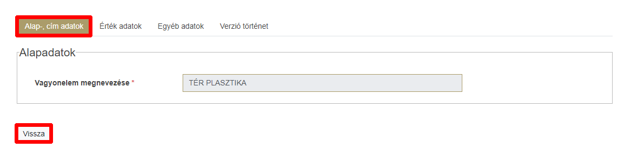 Alap-, cím adatok Érték adatok Egyéb adatok Verzió történet
Alapadatok
Vagyonelem megnevezése * TÉR PLASZTIKA
Vissza